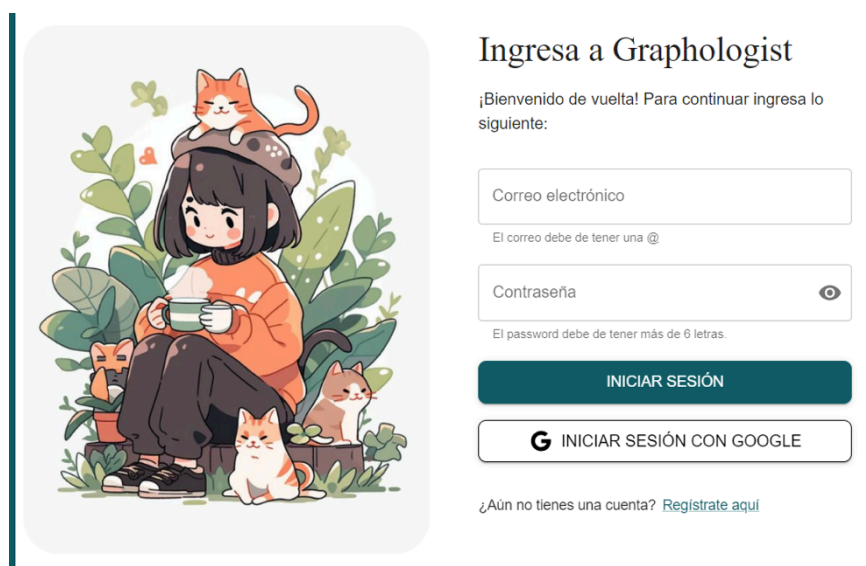 Ingresa a Graphologist
¡Bienvenido de vuelta! Para continuar ingresa lo
siguiente:
Correo electrónico
El correo debe de tener una @
Contraseña
El password debe de tener más de 6 letras.
INICIAR SESIÓN
G INICIAR SESIÓN CON GOOGLE
¿Aún no tienes una cuenta? Regístrate aquí